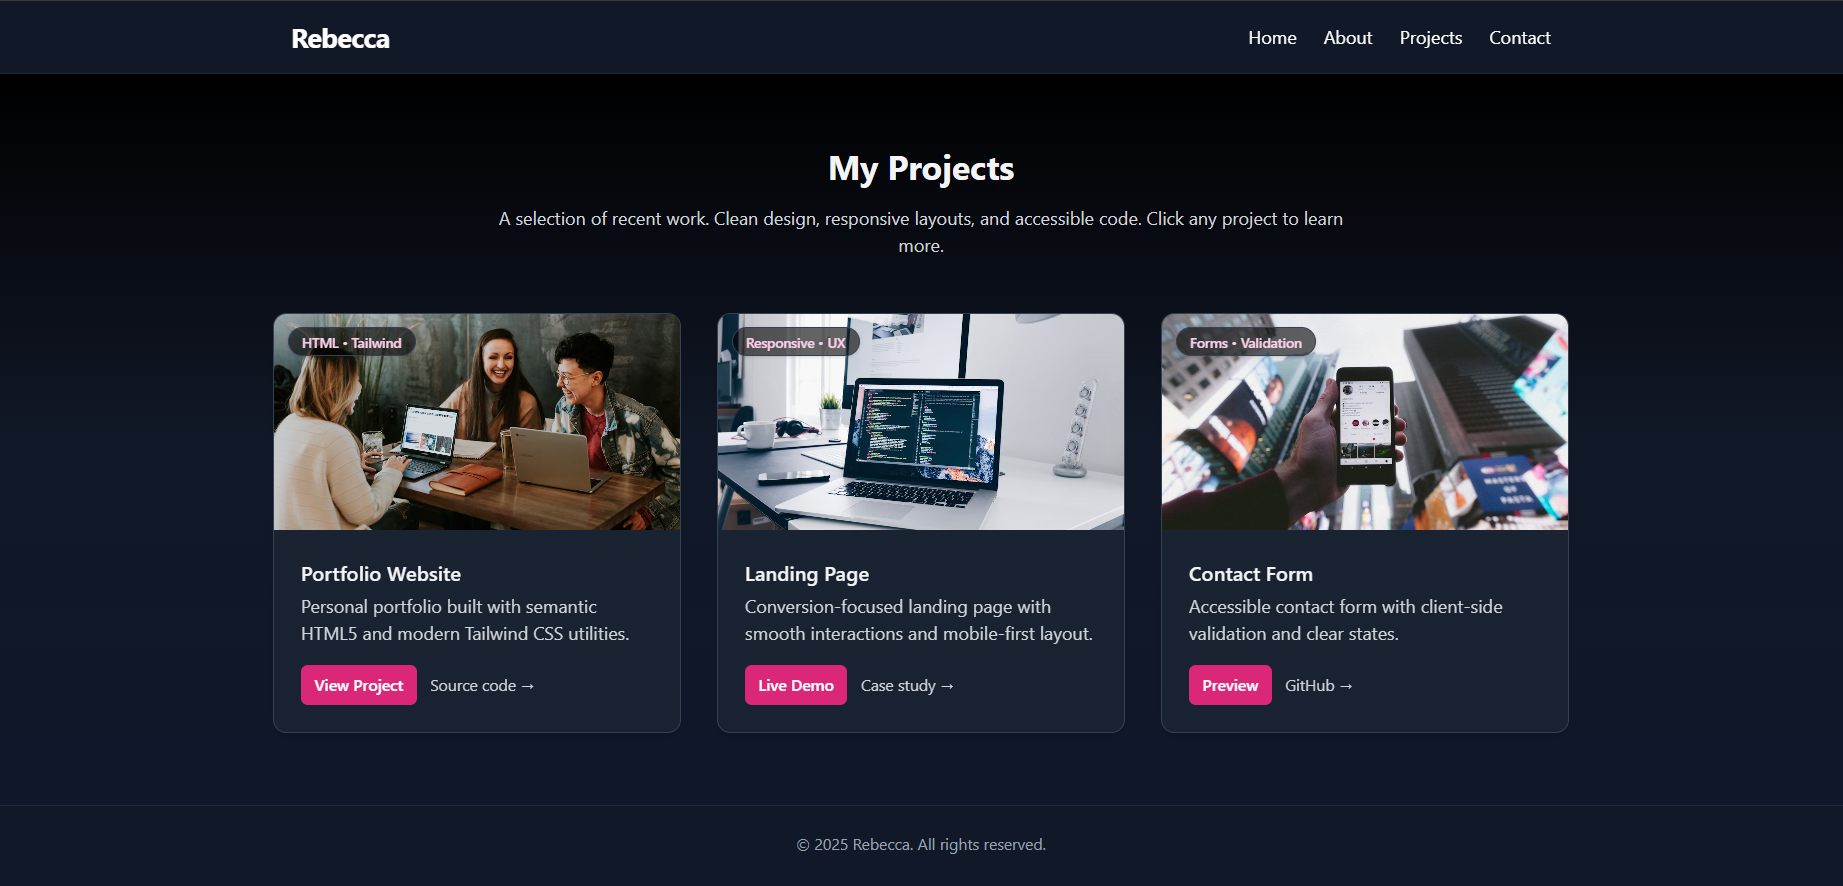 Rebecca
Home About Projects Contact
My Projects
A selection of recent work. Clean design, responsive layouts, and accessible code. Click any project to learn
more.
HTML • Tailwind
Portfolio Website
Personal portfolio built with semantic
HTML5 and modern Tailwind CSS utilities.
View Project Source code →
Responsive • UX
Landing Page
Conversion-focused landing page with
smooth interactions and mobile-first layout.
Live Demo Case study →
Forms • Validation
MASTERS
OF
PASTA
Contact Form
Accessible contact form with client-side
validation and clear states.
Preview GitHub →
© 2025 Rebecca. All rights reserved.